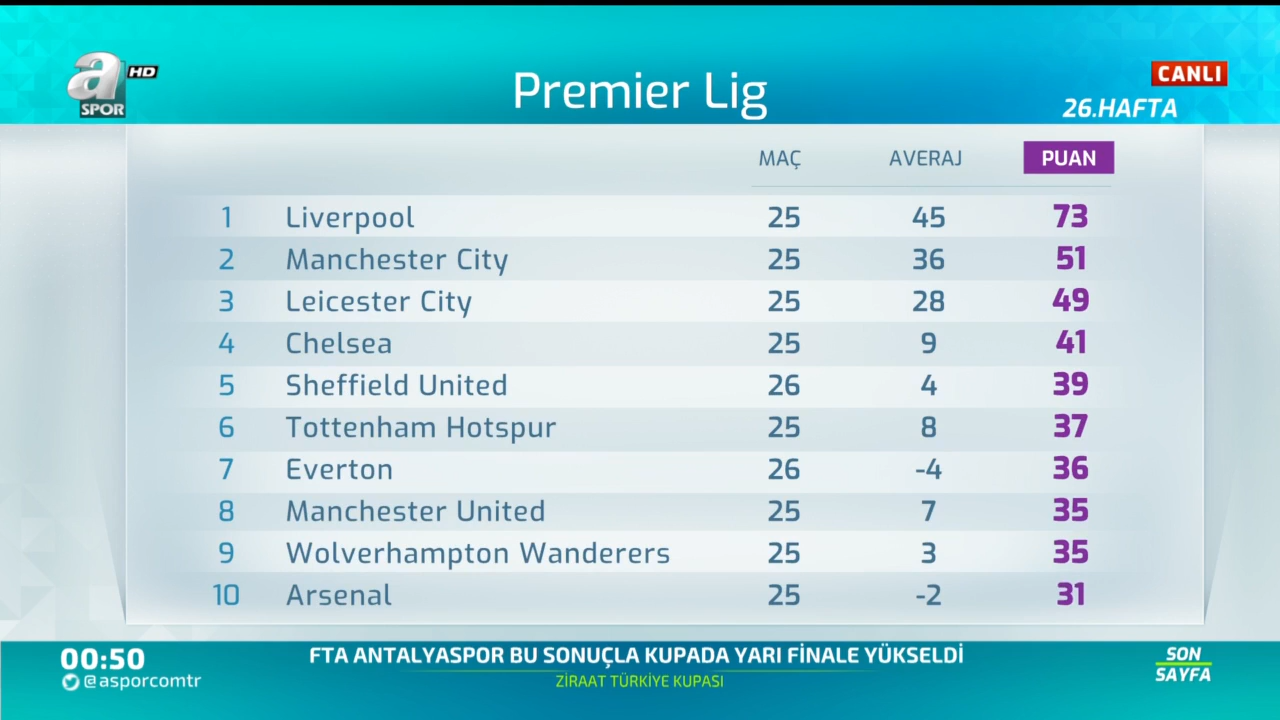 a HD
SPOR
Premier Lig
CANLI
26.HAFTA
MAÇ AVERAJ PUAN
1 Liverpool 25 45 73
2 Manchester City 25 36 51
3 Leicester City 25 28 49
4 Chelsea 25 9 41
5 Sheffield United 26 4 39
6 Tottenham Hotspur 25 8 37
7 Everton 26 -4 36
8 Manchester United 25 7 35
9 Wolverhampton Wanderers 25 3 35
10 Arsenal 25 -2 31
00:50
@asporcomtr
FTA ANTALYASPOR BU SONUÇLA KUPADA YARI FİNALE YÜKSELDİ
ZİRAAT TÜRKİYE KUPASI
SON
SAYFA